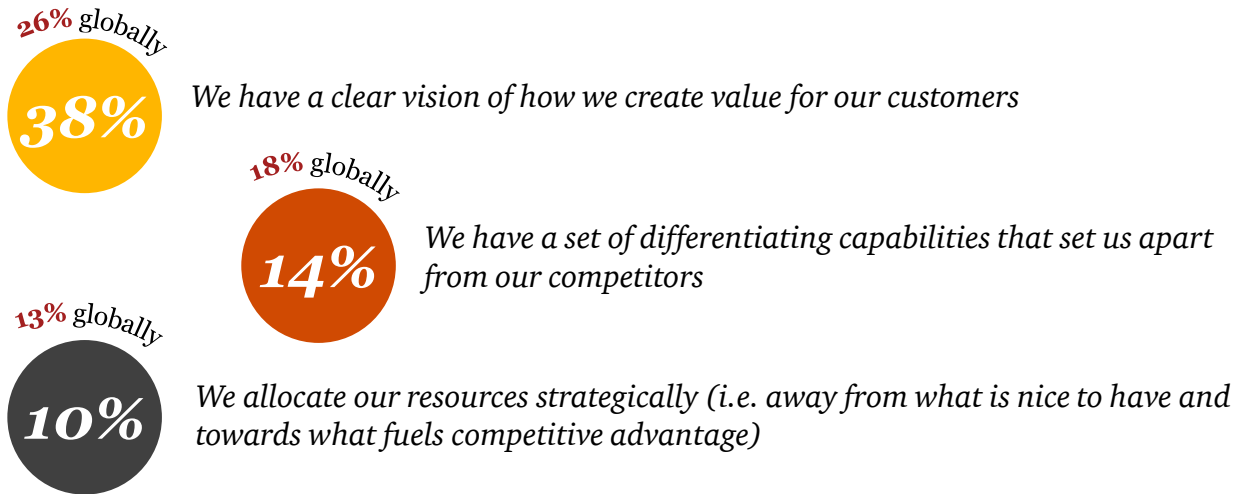 26% globally
38%
We have a clear vision of how we create value for our customers
18% globally
14%
We have a set of differentiating capabilities that set us apart
from our competitors
13% globally
10%
We allocate our resources strategically (i.e. away from what is nice to have and
towards what fuels competitive advantage)